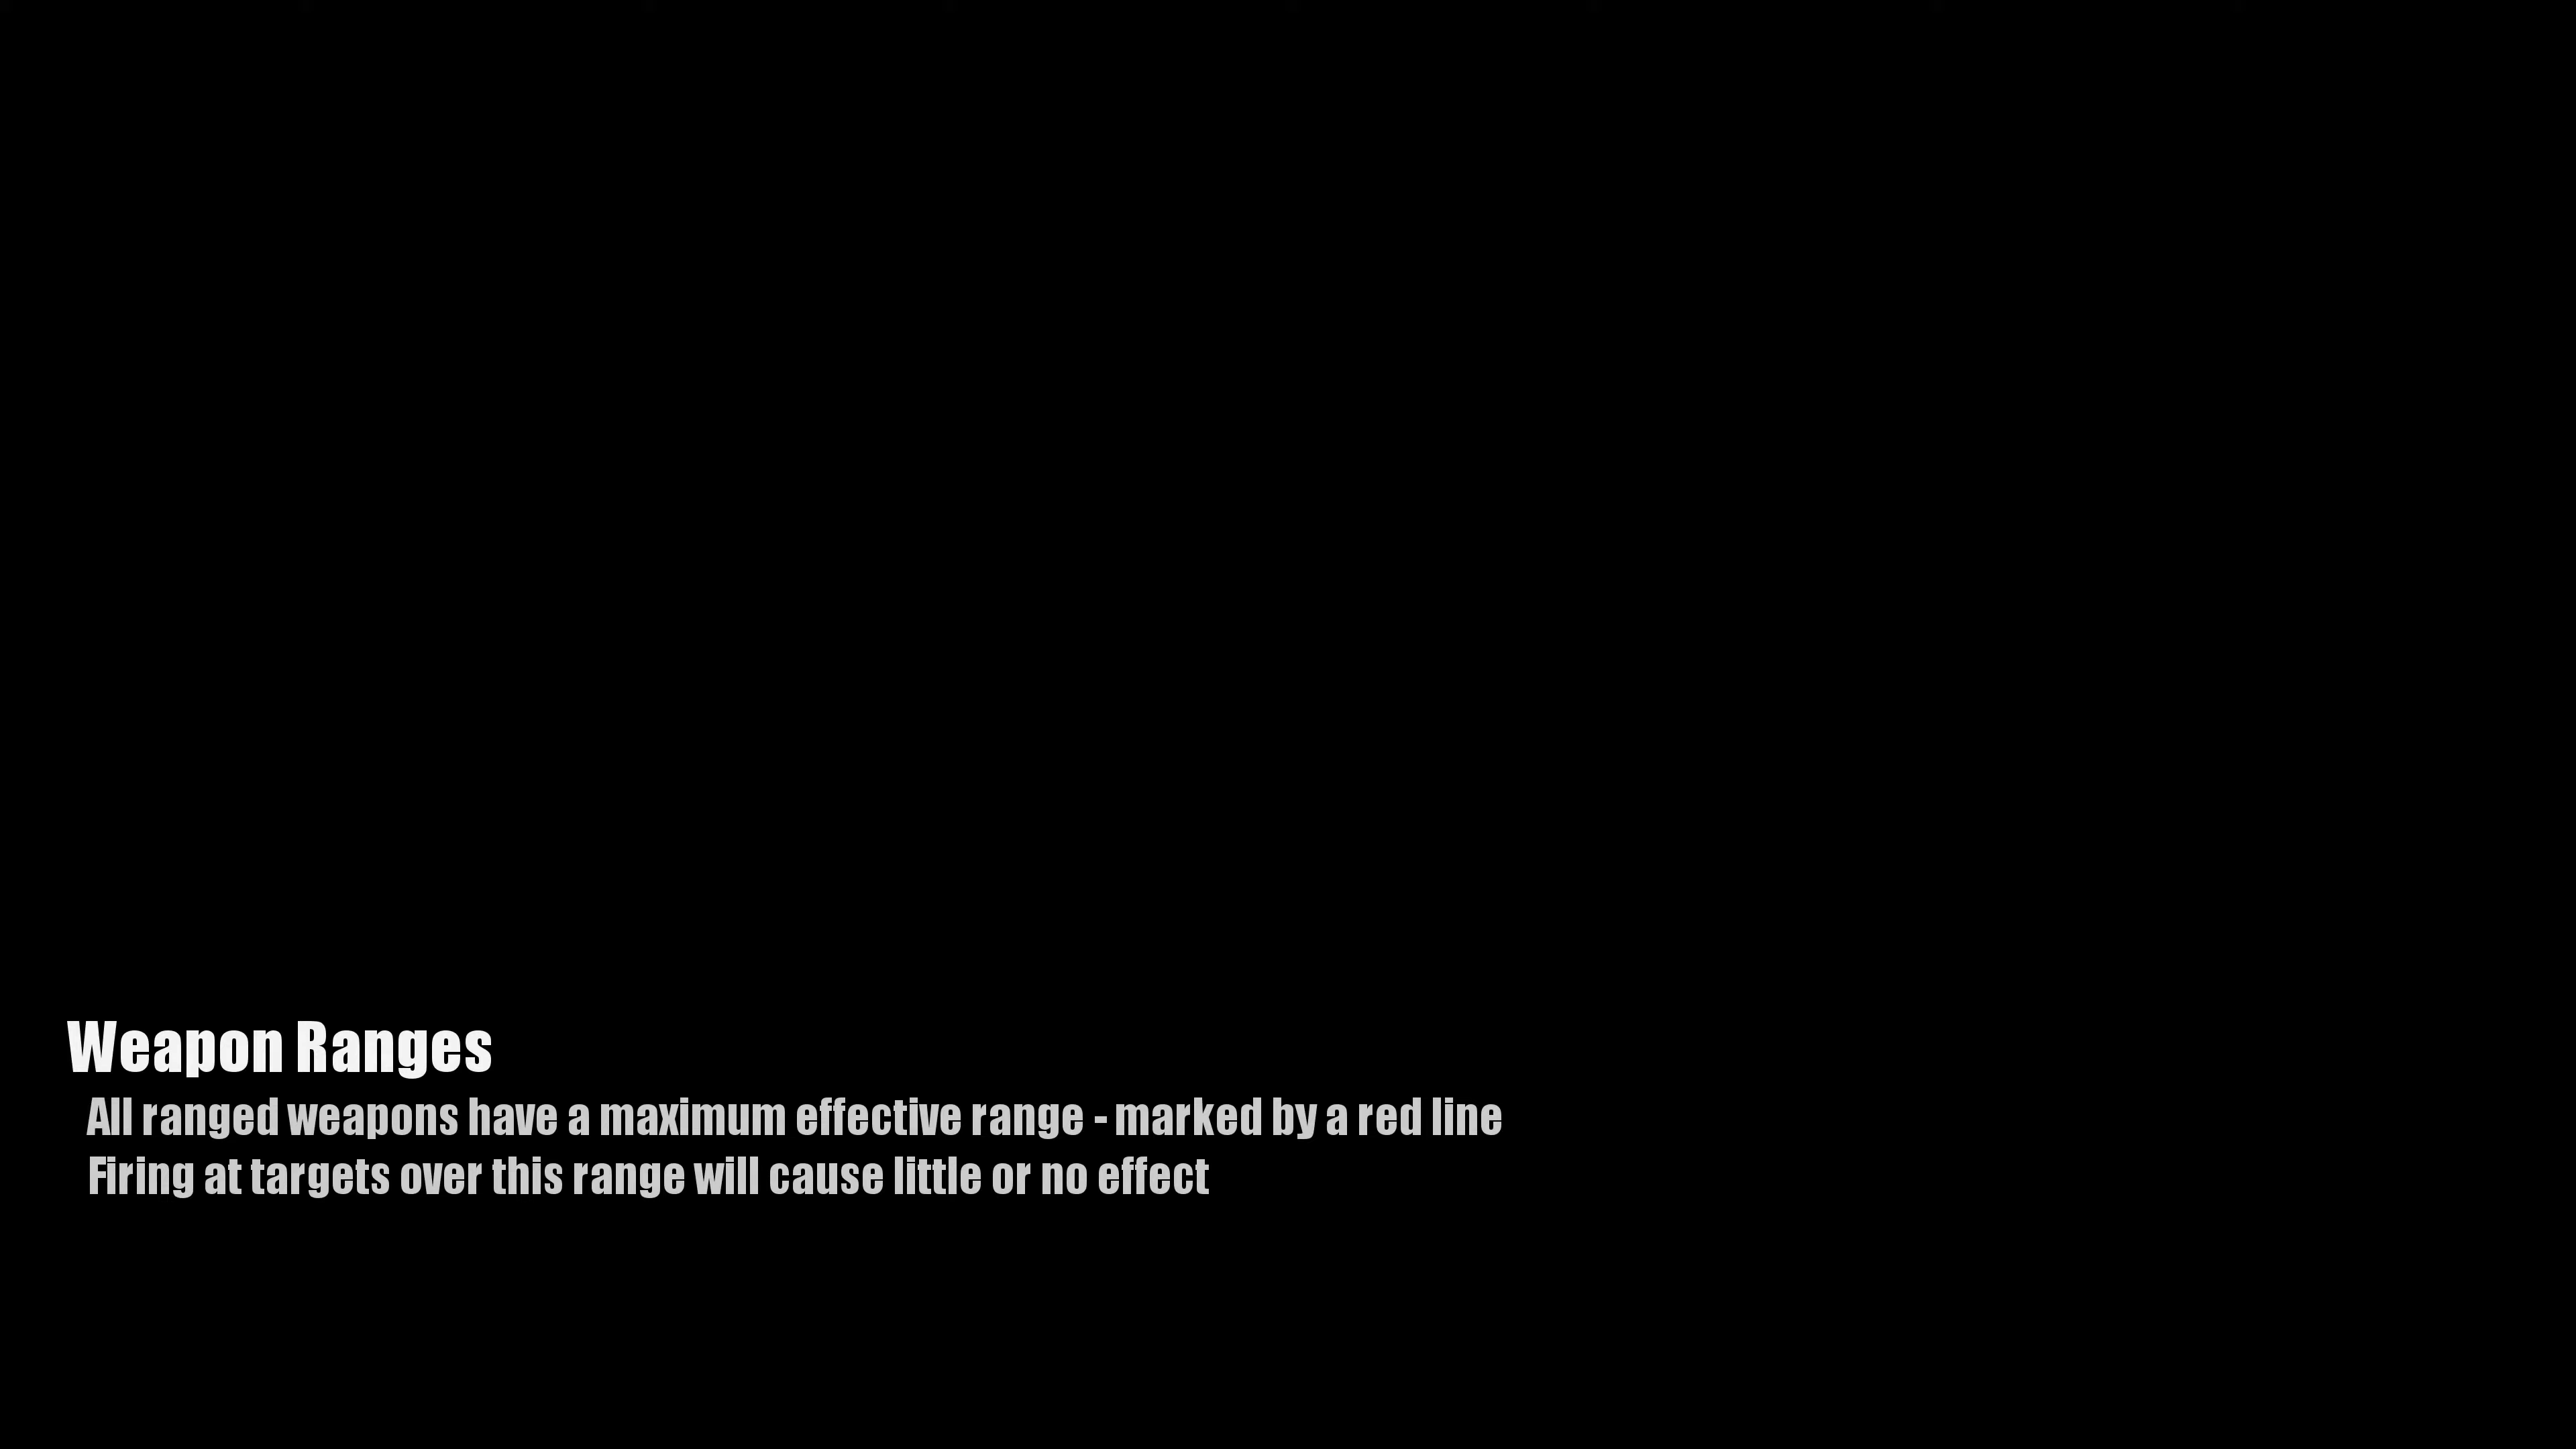 Weapon Ranges
All ranged weapons have a maximum effective range - marked by a red line
Firing at targets over this range will cause little or no effect